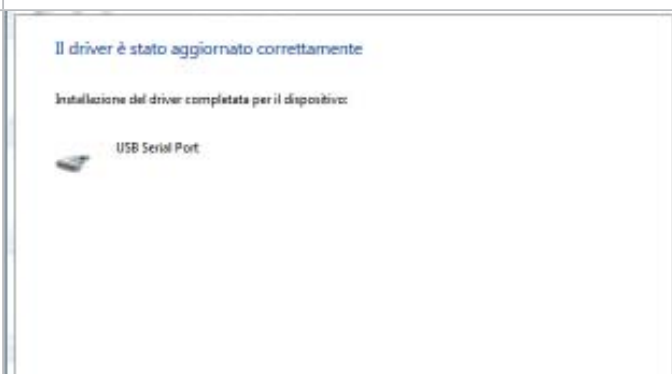 Il driver è stato aggiornato correttamente
Installazione del driver completata per il dispositivo:
USB Serial Port